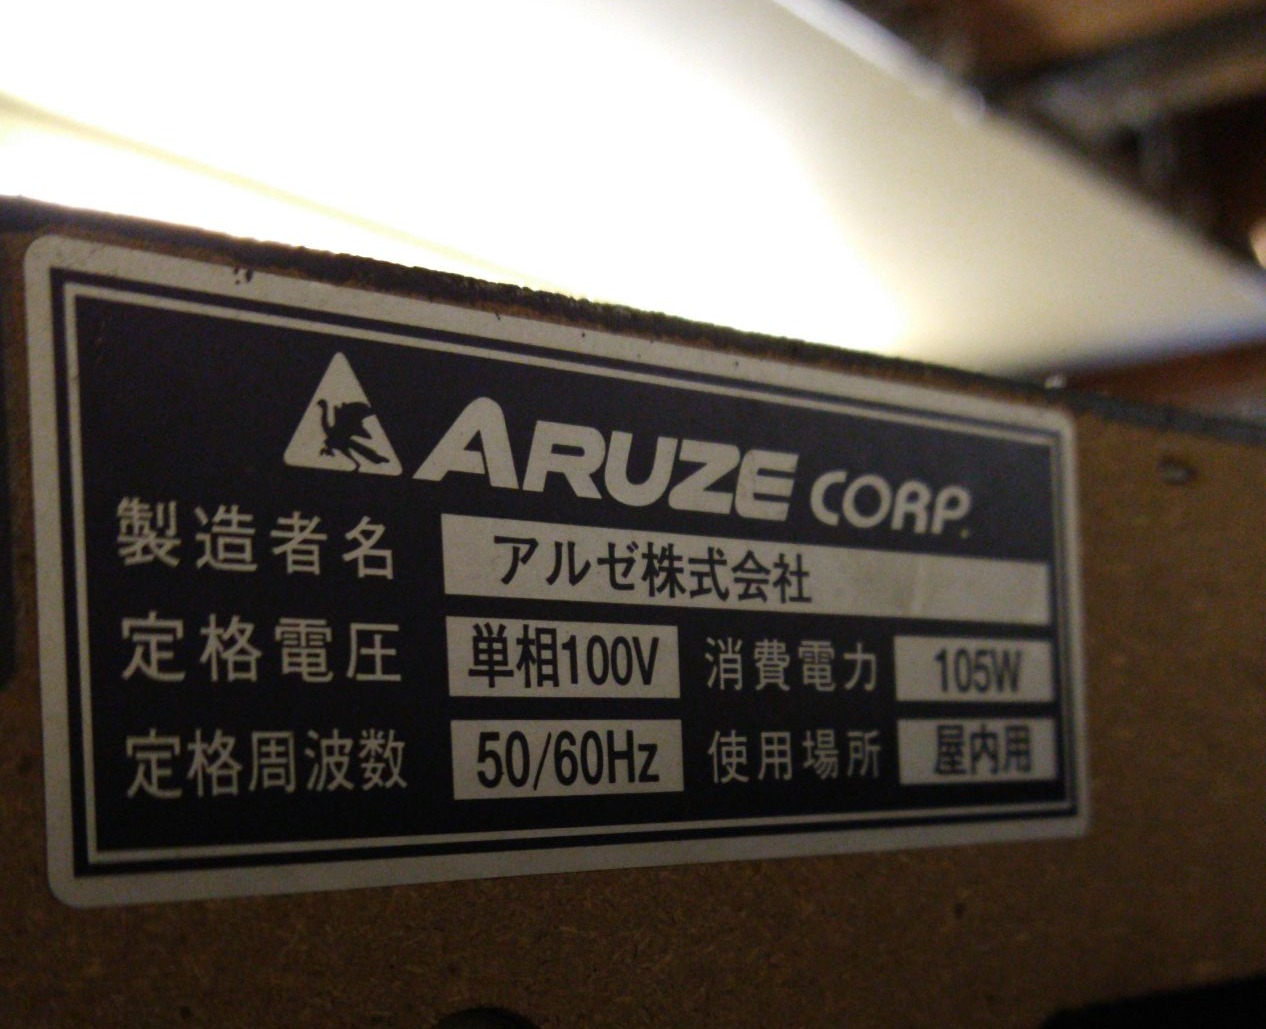 ARUZE CORP.
製造者名 アルゼ株式会社
定格電圧 単相100V 消費電力 105W
定格周波数 50/60Hz 使用場所 屋内用